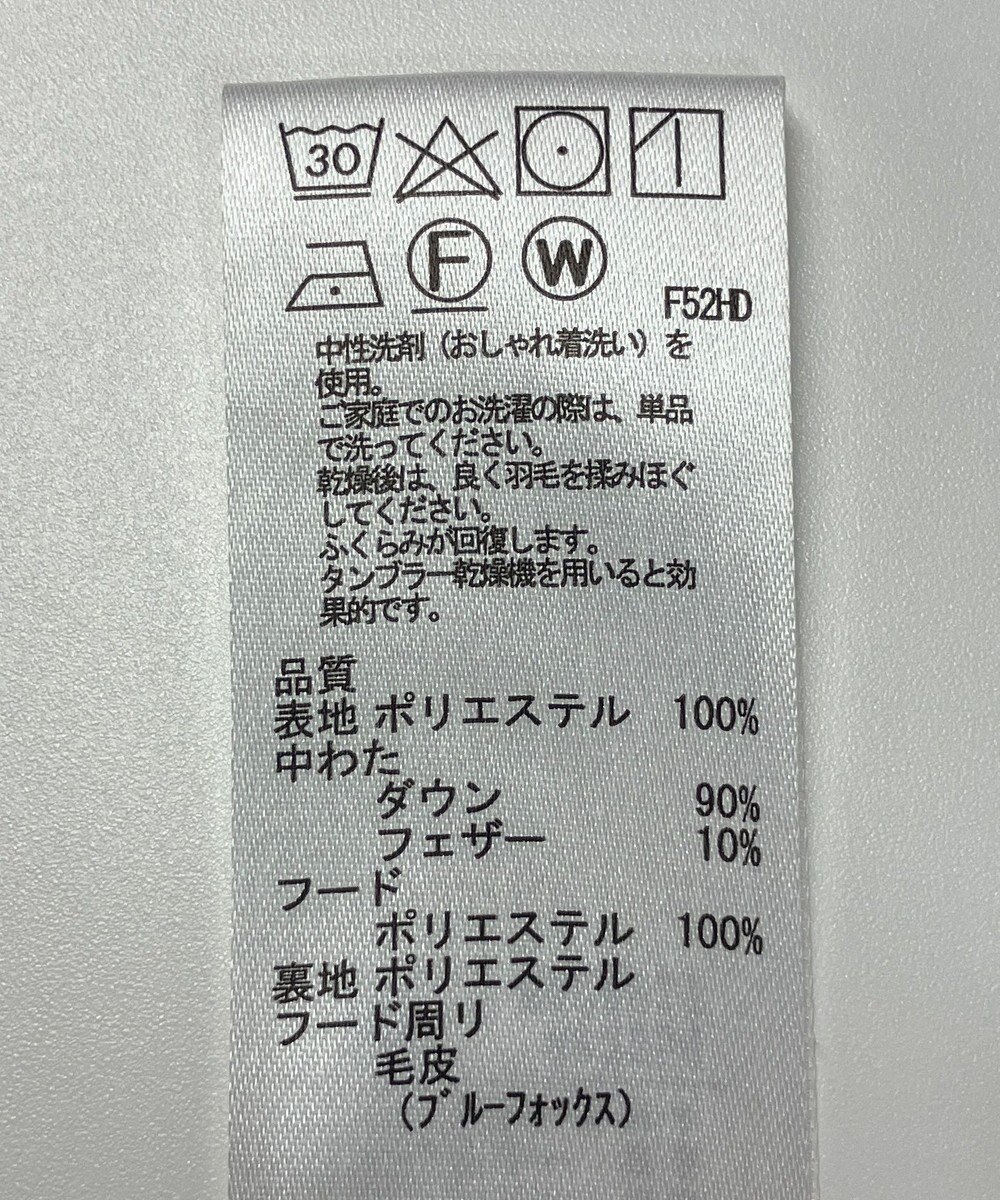 30
F W
F52HD
中性洗剤（おしゃれ着洗い）を
使用。
ご家庭でのお洗濯の際は、単品
で洗ってください。
乾燥後は、良く羽毛を揉みほぐ
してください。
ふくらみが回復します。
タンブラー乾燥機を用いると効
果的です。
品質
表地 ポリエステル 100%
中わた
ダウン 90%
フェザー 10%
フード
ポリエステル 100%
裏地 ポリエステル
フード周り
毛皮
（ブルーフォックス）